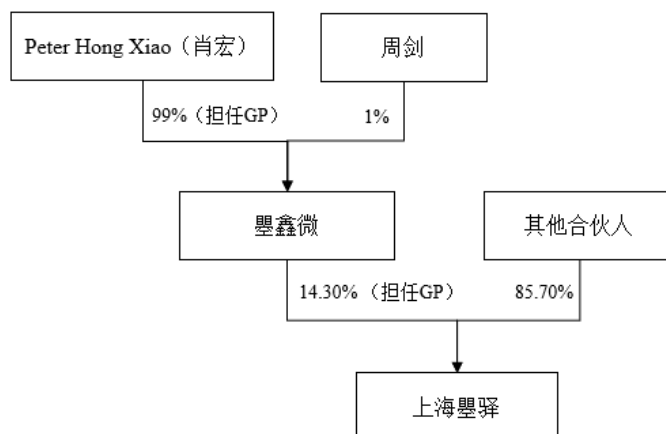 Peter Hong Xiao（肖宏）
周剑
99%（担任GP）
1%
曌鑫微
其他合伙人
14.30%（担任GP）
85.70%
上海曌驿